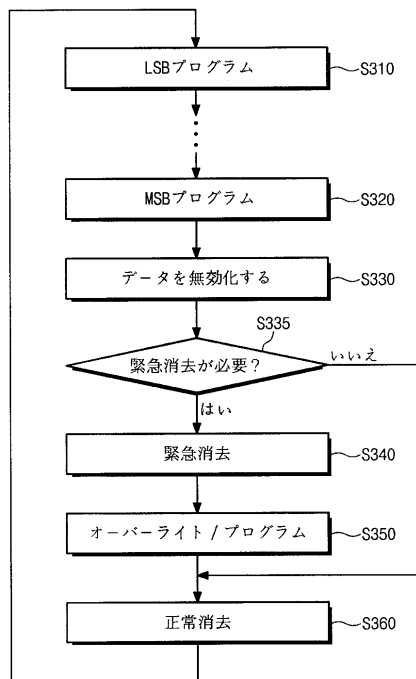 LSBプログラム S310
MSBプログラム S320
データを無効化する S330
S335
緊急消去が必要？ いいえ
はい
緊急消去 S340
オーバーライト / プログラム S350
正常消去 S360